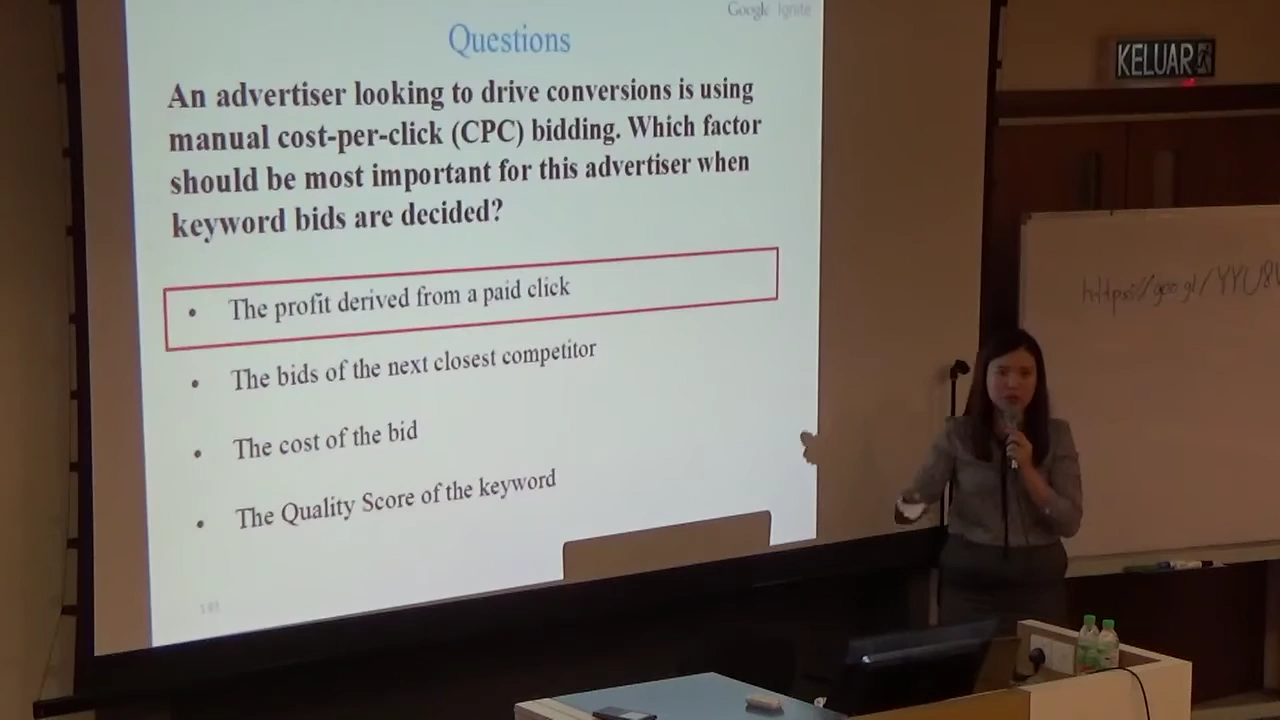 Google Ignite
Questions
An advertiser looking to drive conversions is using
manual cost-per-click (CPC) bidding. Which factor
should be most important for this advertiser when
keyword bids are decided?
• The profit derived from a paid click
• The bids of the next closest competitor
• The cost of the bid
• The Quality Score of the keyword
KELUAR